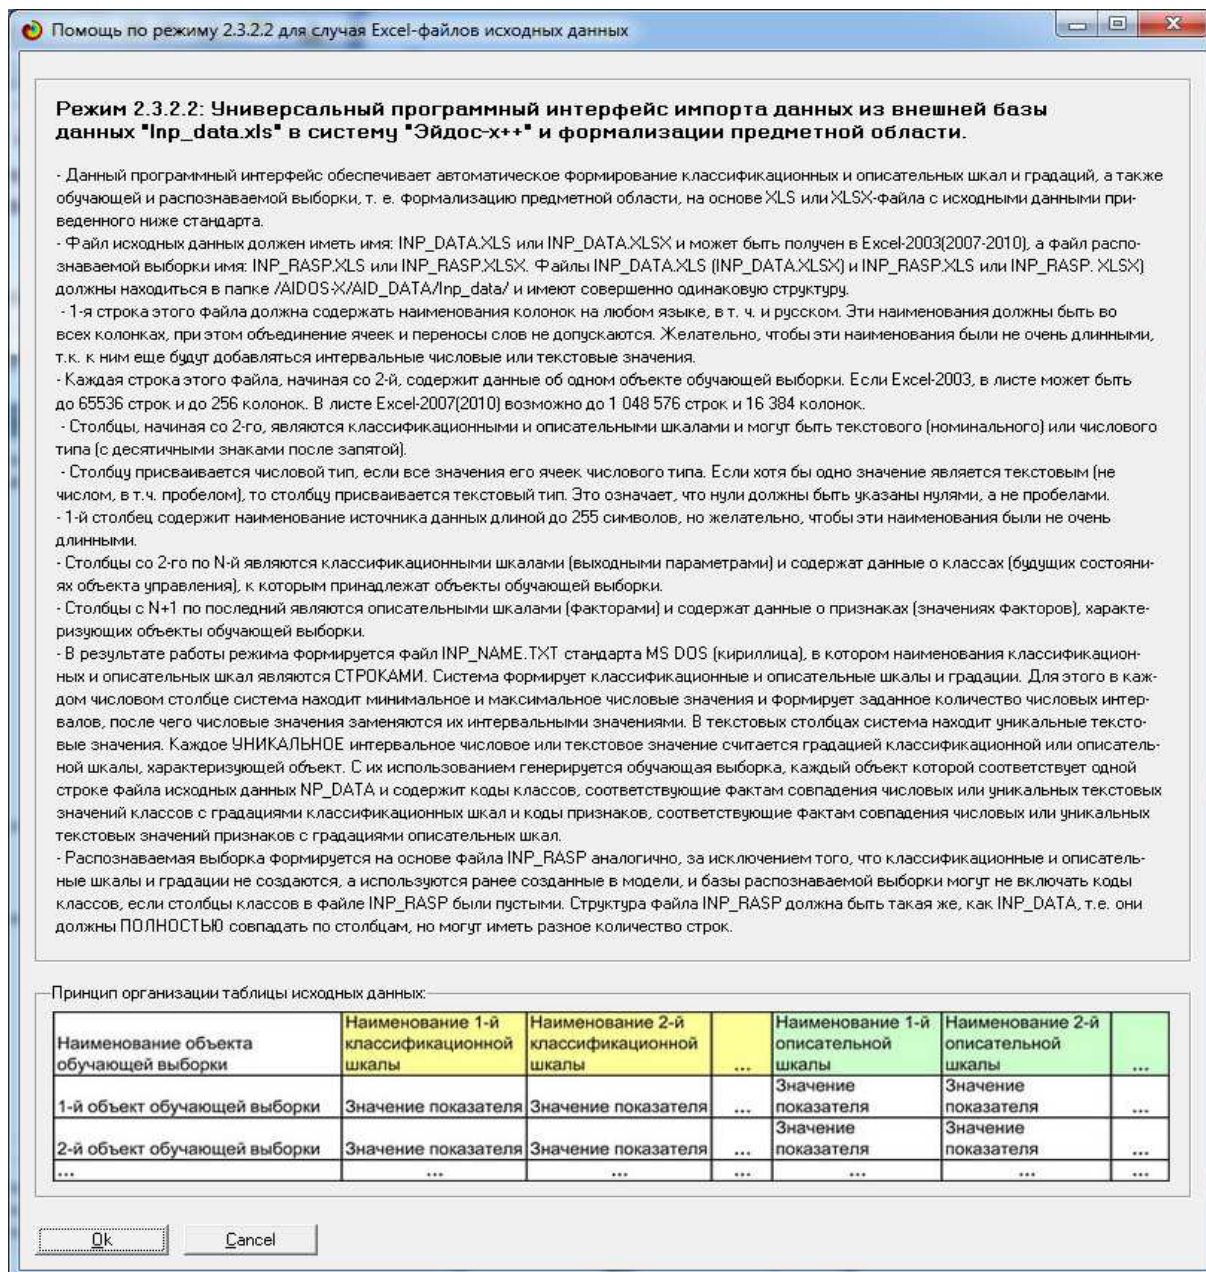 Помощь по режиму 2.3.2.2 для случая Excel-файлов исходных данных
Режим 2.3.2.2: Универсальный программный интерфейс импорта данных из внешней базы
данных "Inp_data.xls" в систему "Эйдос-х++" и формализации предметной области.
- Данный программный интерфейс обеспечивает автоматическое формирование классификационных и описательных шкал и градаций, а также
обучающей и распознаваемой выборки, т. е. формализацию предметной области, на основе XLS или XLSX-файла с исходными данными при-
веденного ниже стандарта.
- Файл исходных данных должен иметь имя: INP_DATA.XLS или INP_DATA.XLSX и может быть получен в Excel-2003(2007-2010), а файл распо-
знаваемой выборки имя: INP_RASP.XLS или INP_RASP.XLSX. Файлы INP_DATA.XLS (INP_DATA.XLSX) и INP_RASP.XLS или INP_RASP. XLSX)
должны находиться в папке /AIDOS-X/AID_DATA/Inp_data/ и имеют совершенно одинаковую структуру.
- 1-я строка этого файла должна содержать наименования колонок на любом языке, в т. ч. и русском. Эти наименования должны быть во
всех колонках, при этом объединение ячеек и переносы слов не допускаются. Желательно, чтобы эти наименования были не очень длинными,
т.к. к ним еще будут добавляться интервальные числовые или текстовые значения.
- Каждая строка этого файла, начиная со 2-й, содержит данные об одном объекте обучающей выборки. Если Excel-2003, в листе может быть
до 65536 строк и до 256 колонок. В листе Excel-2007(2010) возможно до 1 048 576 строк и 16 384 колонок.
- Столбцы, начиная со 2-го, являются классификационными и описательными шкалами и могут быть текстового (номинального) или числового
типа (с десятичными знаками после запятой).
- Столбцу присваивается числовой тип, если все значения его ячеек числового типа. Если хотя бы одно значение является текстовым (не
числом, в т.ч. пробелом), то столбцу присваивается текстовый тип. Это означает, что нули должны быть указаны нулями, а не пробелами.
- 1-й столбец содержит наименование источника данных длиной до 255 символов, но желательно, чтобы эти наименования были не очень
длинными.
- Столбцы со 2-го по N-й являются классификационными шкалами (выходными параметрами) и содержат данные о классах (будущих состояни-
ях объекта управления), к которым принадлежат объекты обучающей выборки.
- Столбцы с N+1 по последний являются описательными шкалами (факторами) и содержат данные о признаках (значениях факторов), характе-
ризующих объекты обучающей выборки.
- В результате работы режима формируется файл INP_NAME.TXT стандарта MS DOS (кириллица), в котором наименования классификацион-
ных и описательных шкал являются СТРОКАМИ. Система формирует классификационные и описательные шкалы и градации. Для этого в каж-
дом числовом столбце система находит минимальное и максимальное числовые значения и формирует заданное количество числовых интер-
валов, после чего числовые значения заменяются их интервальными значениями. В текстовых столбцах система находит уникальные тексто-
вые значения. Каждое УНИКАЛЬНОЕ интервальное числовое или текстовое значение считается градацией классификационной или описатель-
ной шкалы, характеризующей объект. С их использованием генерируется обучающая выборка, каждый объект которой соответствует одной
строке файла исходных данных NP_DATA и содержит коды классов, соответствующие фактам совпадения числовых или уникальных текстовых
значений классов с градациями классификационных шкал и коды признаков, соответствующие фактам совпадения числовых или уникальных
текстовых значений признаков с градациями описательных шкал.
- Распознаваемая выборка формируется на основе файла INP_RASP аналогично, за исключением того, что классификационные и описатель-
ные шкалы и градации не создаются, а используются ранее созданные в модели, и базы распознаваемой выборки могут не включать коды
классов, если столбцы классов в файле INP_RASP были пустыми. Структура файла INP_RASP должна быть такая же, как INP_DATA, т.е. они
должны ПОЛНОСТЬЮ совпадать по столбцам, но могут иметь разное количество строк.
Принцип организации таблицы исходных данных:
Наименование 1-й Наименование 2-й Наименование 1-й Наименование 2-й
Наименование объекта классификационной классификационной описательной описательной
обучающей выборки шкалы шкалы ... шкалы шкалы ...
Значение Значение
1-й объект обучающей выборки Значение показателя Значение показателя ... показателя показателя ...
Значение Значение
2-й объект обучающей выборки Значение показателя Значение показателя ... показателя показателя ...
... ... ... ... ... ... ...
Ok Cancel